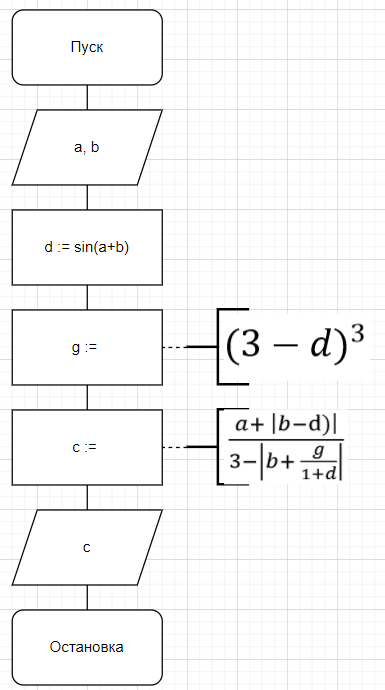 Пуск
a, b
d := sin(a+b)
g :=
(3 − d)³
c :=
a+ |b−d)|
3−|b+ g/1+d|
c
Остановка